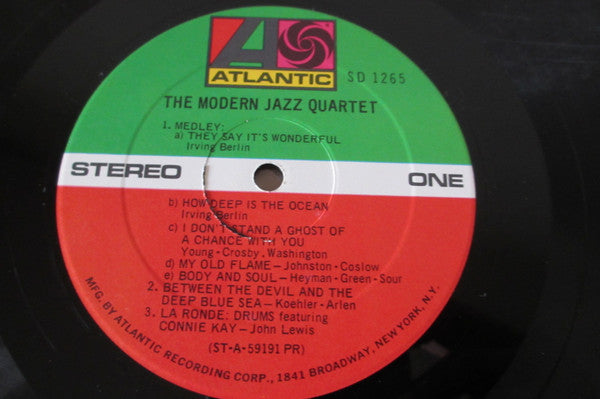 A
ATLANTIC
SD 1265
THE MODERN JAZZ QUARTET
1. MEDLEY:
a) THEY SAY IT'S WONDERFUL
Irving Berlin
STEREO ONE
b) HOW DEEP IS THE OCEAN
Irving Berlin
c) I DON'T STAND A GHOST OF
A CHANCE WITH YOU
Young-Crosby, Washington
d) MY OLD FLAME—Johnston-Coslow
e) BODY AND SOUL—Heyman-Green-Sour
2. BETWEEN THE DEVIL AND THE
DEEP BLUE SEA—Koehler-Arlen
3. LA RONDE: DRUMS featuring
CONNIE KAY—John Lewis
(ST-A-59191 PR)
MFG. BY ATLANTIC RECORDING CORP., 1841 BROADWAY, NEW YORK, N.Y.